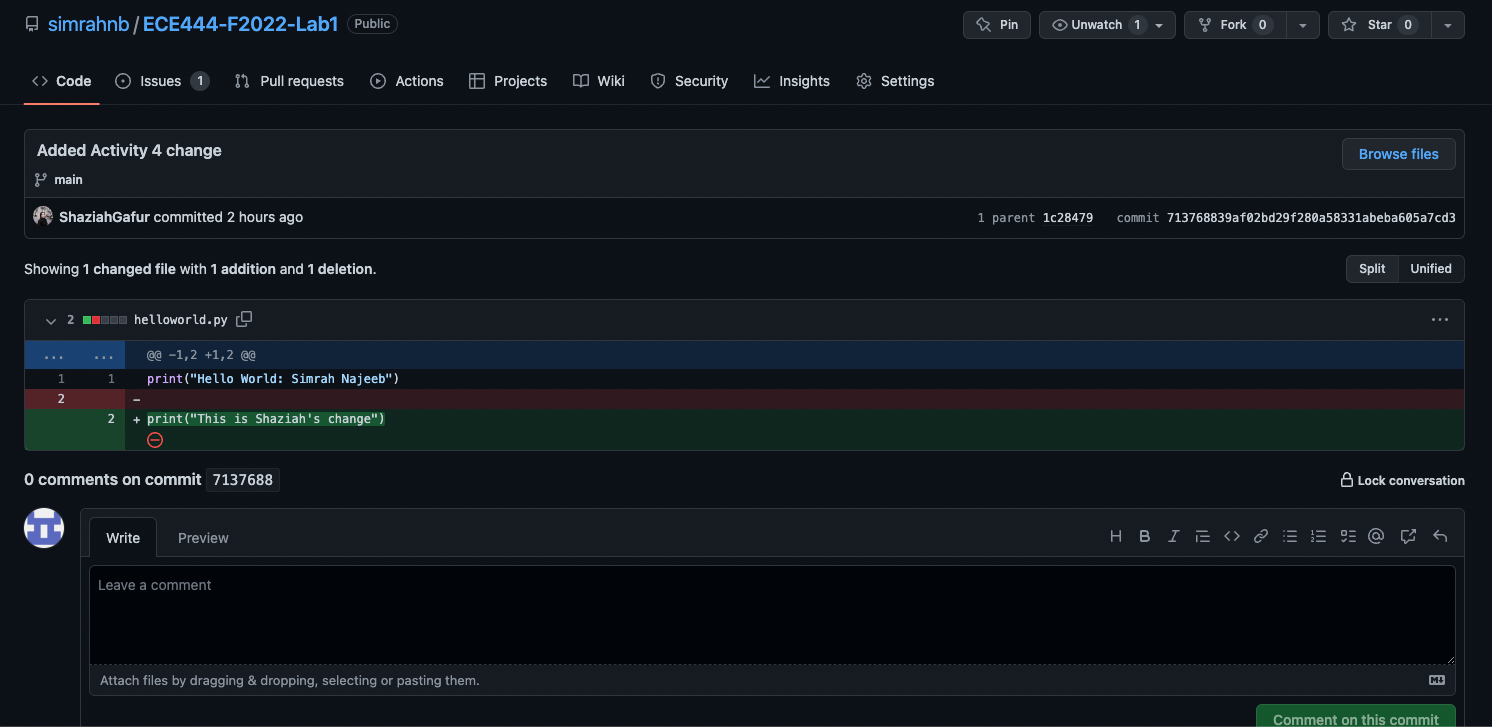 simrahnb / ECE444-F2022-Lab1 Public
Pin Unwatch 1 Fork 0 Star 0
Code Issues 1 Pull requests Actions Projects Wiki Security Insights Settings
Added Activity 4 change
Browse files
main
ShaziahGafur committed 2 hours ago 1 parent 1c28479 commit 713768839af02bd29f280a58331abeba605a7cd3
Showing 1 changed file with 1 addition and 1 deletion. Split Unified
2 helloworld.py ...
... ... @@ -1,2 +1,2 @@
1 1 print("Hello World: Simrah Najeeb")
2 -
2 + print("This is Shaziah's change")
0 comments on commit 7137688 Lock conversation
Write Preview H B I @
Leave a comment
Attach files by dragging & dropping, selecting or pasting them.
Comment on this commit